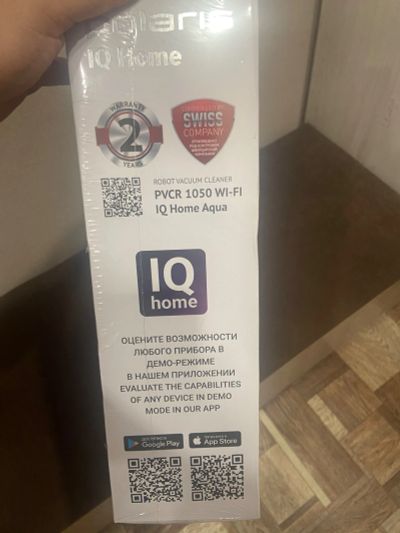 polaris
IQ Home
WARRANTY
2
YEARS
SWISS
COMPANY
ROBOT VACUUM CLEANER
PVCR 1050 WI-FI
IQ Home Aqua
IQ
home
ОЦЕНИТЕ ВОЗМОЖНОСТИ
ЛЮБОГО ПРИБОРА В
ДЕМО-РЕЖИМЕ
В НАШЕМ ПРИЛОЖЕНИИ
EVALUATE THE CAPABILITIES
OF ANY DEVICE IN DEMO
MODE IN OUR APP
Google Play
App Store